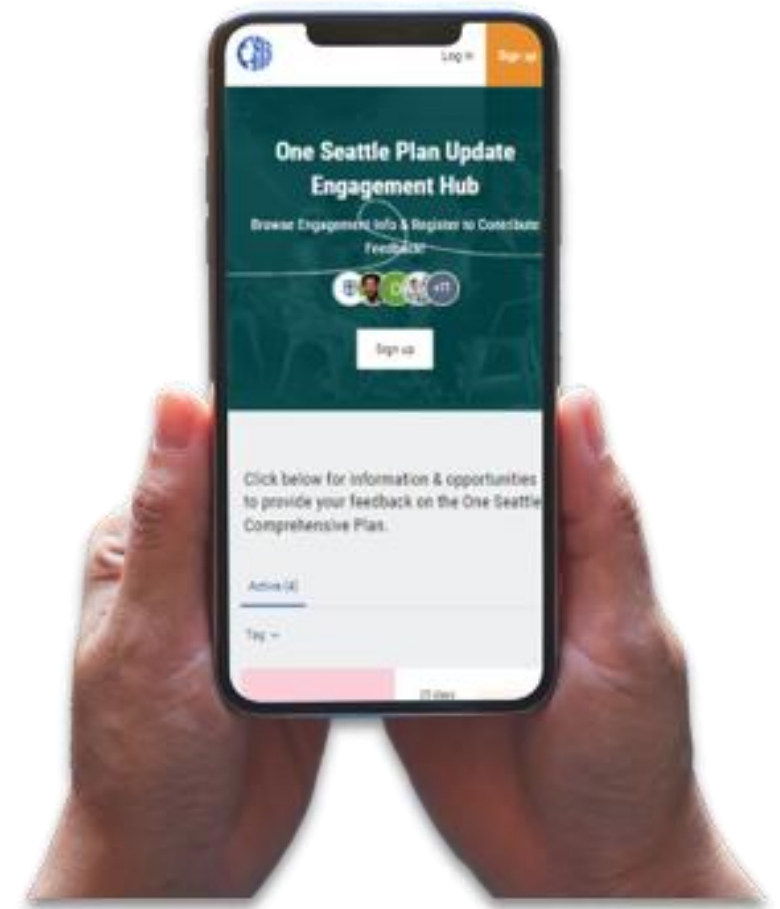 Log in
Sign up
One Seattle Plan Update
Engagement Hub
Browse Engagement Info & Register to Contribute
Feedback!
+11
Sign up
Click below for information & opportunities
to provide your feedback on the One Seattle
Comprehensive Plan.
Active (4)
Tag
days